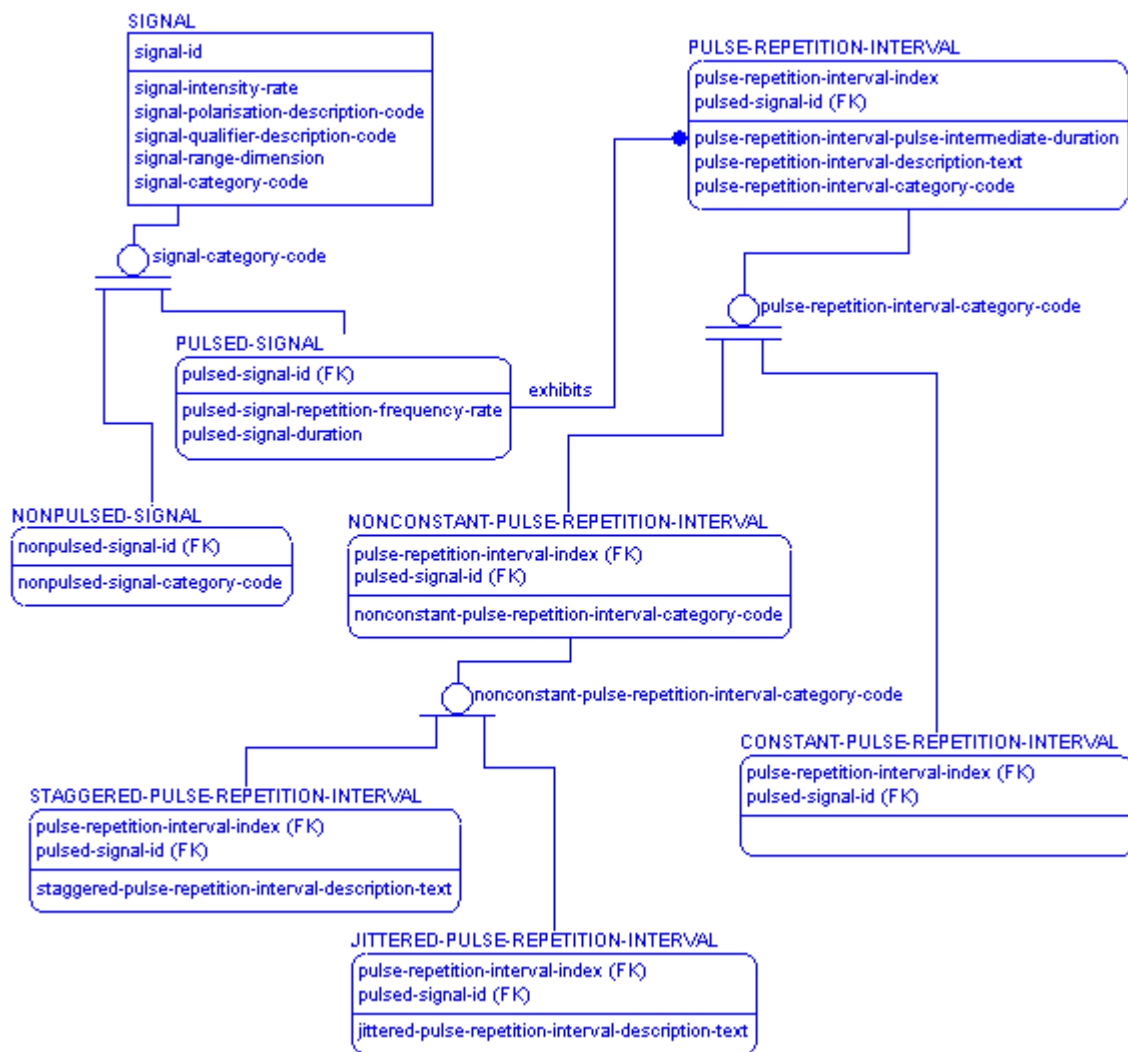 SIGNAL
signal-id
signal-intensity-rate
signal-polarisation-description-code
signal-qualifier-description-code
signal-range-dimension
signal-category-code
signal-category-code
PULSE-REPETITION-INTERVAL
pulse-repetition-interval-index
pulsed-signal-id (FK)
pulse-repetition-interval-pulse-intermediate-duration
pulse-repetition-interval-description-text
pulse-repetition-interval-category-code
pulse-repetition-interval-category-code
PULSED-SIGNAL
pulsed-signal-id (FK)
pulsed-signal-repetition-frequency-rate
pulsed-signal-duration
exhibits
NONPULSED-SIGNAL
nonpulsed-signal-id (FK)
nonpulsed-signal-category-code
NONCONSTANT-PULSE-REPETITION-INTERVAL
pulse-repetition-interval-index (FK)
pulsed-signal-id (FK)
nonconstant-pulse-repetition-interval-category-code
nonconstant-pulse-repetition-interval-category-code
CONSTANT-PULSE-REPETITION-INTERVAL
pulse-repetition-interval-index (FK)
pulsed-signal-id (FK)
STAGGERED-PULSE-REPETITION-INTERVAL
pulse-repetition-interval-index (FK)
pulsed-signal-id (FK)
staggered-pulse-repetition-interval-description-text
JITTERED-PULSE-REPETITION-INTERVAL
pulse-repetition-interval-index (FK)
pulsed-signal-id (FK)
jittered-pulse-repetition-interval-description-text